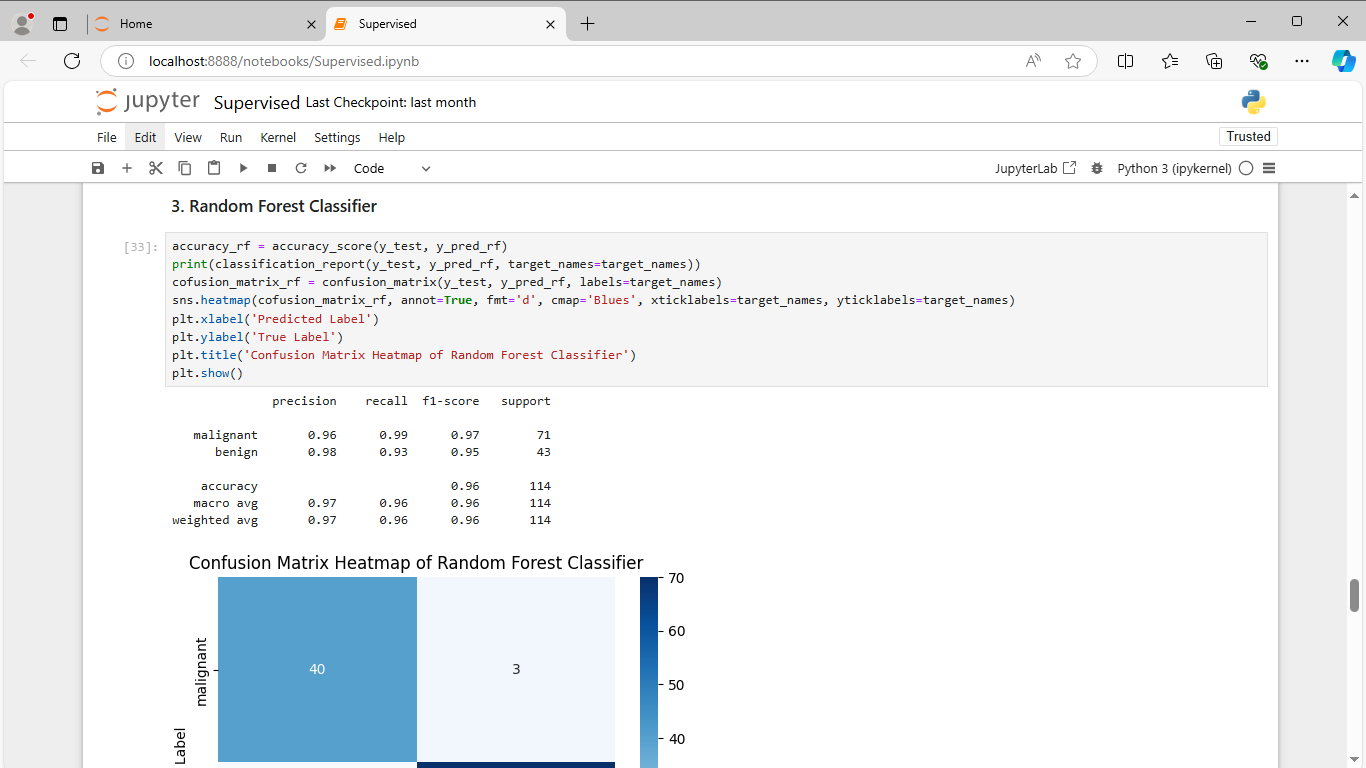 Home
Supervised
localhost:8888/notebooks/Supervised.ipynb
jupyter Supervised Last Checkpoint: last month
File Edit View Run Kernel Settings Help
Trusted
Code
JupyterLab
Python 3 (ipykernel)
3. Random Forest Classifier
[33]:
accuracy_rf = accuracy_score(y_test, y_pred_rf)
print(classification_report(y_test, y_pred_rf, target_names=target_names))
cofusion_matrix_rf = confusion_matrix(y_test, y_pred_rf, labels=target_names)
sns.heatmap(cofusion_matrix_rf, annot=True, fmt='d', cmap='Blues', xticklabels=target_names, yticklabels=target_names)
plt.xlabel('Predicted Label')
plt.ylabel('True Label')
plt.title('Confusion Matrix Heatmap of Random Forest Classifier')
plt.show()
precision recall f1-score support
malignant 0.96 0.99 0.97 71
benign 0.98 0.93 0.95 43
accuracy 0.96 114
macro avg 0.97 0.96 0.96 114
weighted avg 0.97 0.96 0.96 114
Confusion Matrix Heatmap of Random Forest Classifier
malignant
Label
40 3
70
60
50
40